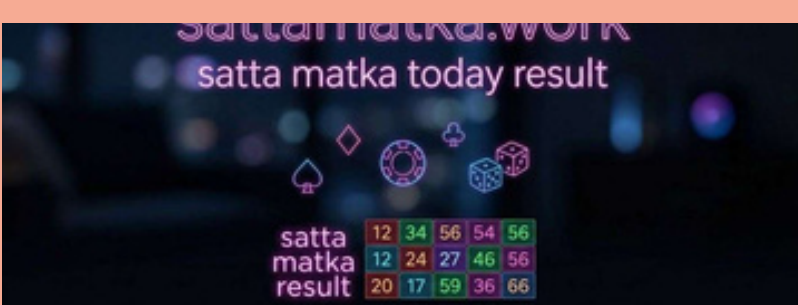 sattamatka.work
satta matka today result
satta 12 34 56 54 56
matka 12 24 27 46 56
result 20 17 59 36 66